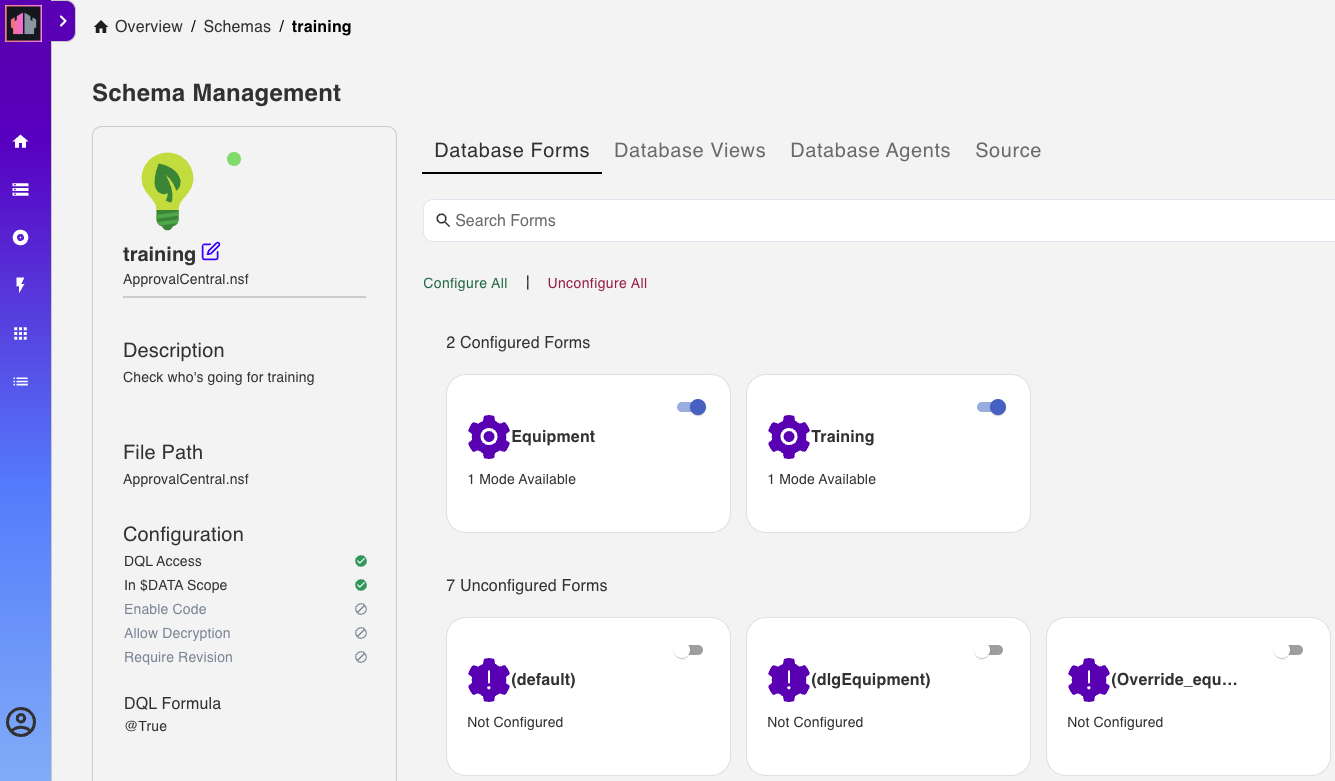 Overview / Schemas / training
Schema Management
training
ApprovalCentral.nsf
Description
Check who's going for training
File Path
ApprovalCentral.nsf
Configuration
DQL Access
In $DATA Scope
Enable Code
Allow Decryption
Require Revision
DQL Formula
@True
Database Forms Database Views Database Agents Source
Search Forms
Configure All | Unconfigure All
2 Configured Forms
Equipment
1 Mode Available
Training
1 Mode Available
7 Unconfigured Forms
(default)
Not Configured
(dlgEquipment)
Not Configured
(Override_equ...
Not Configured